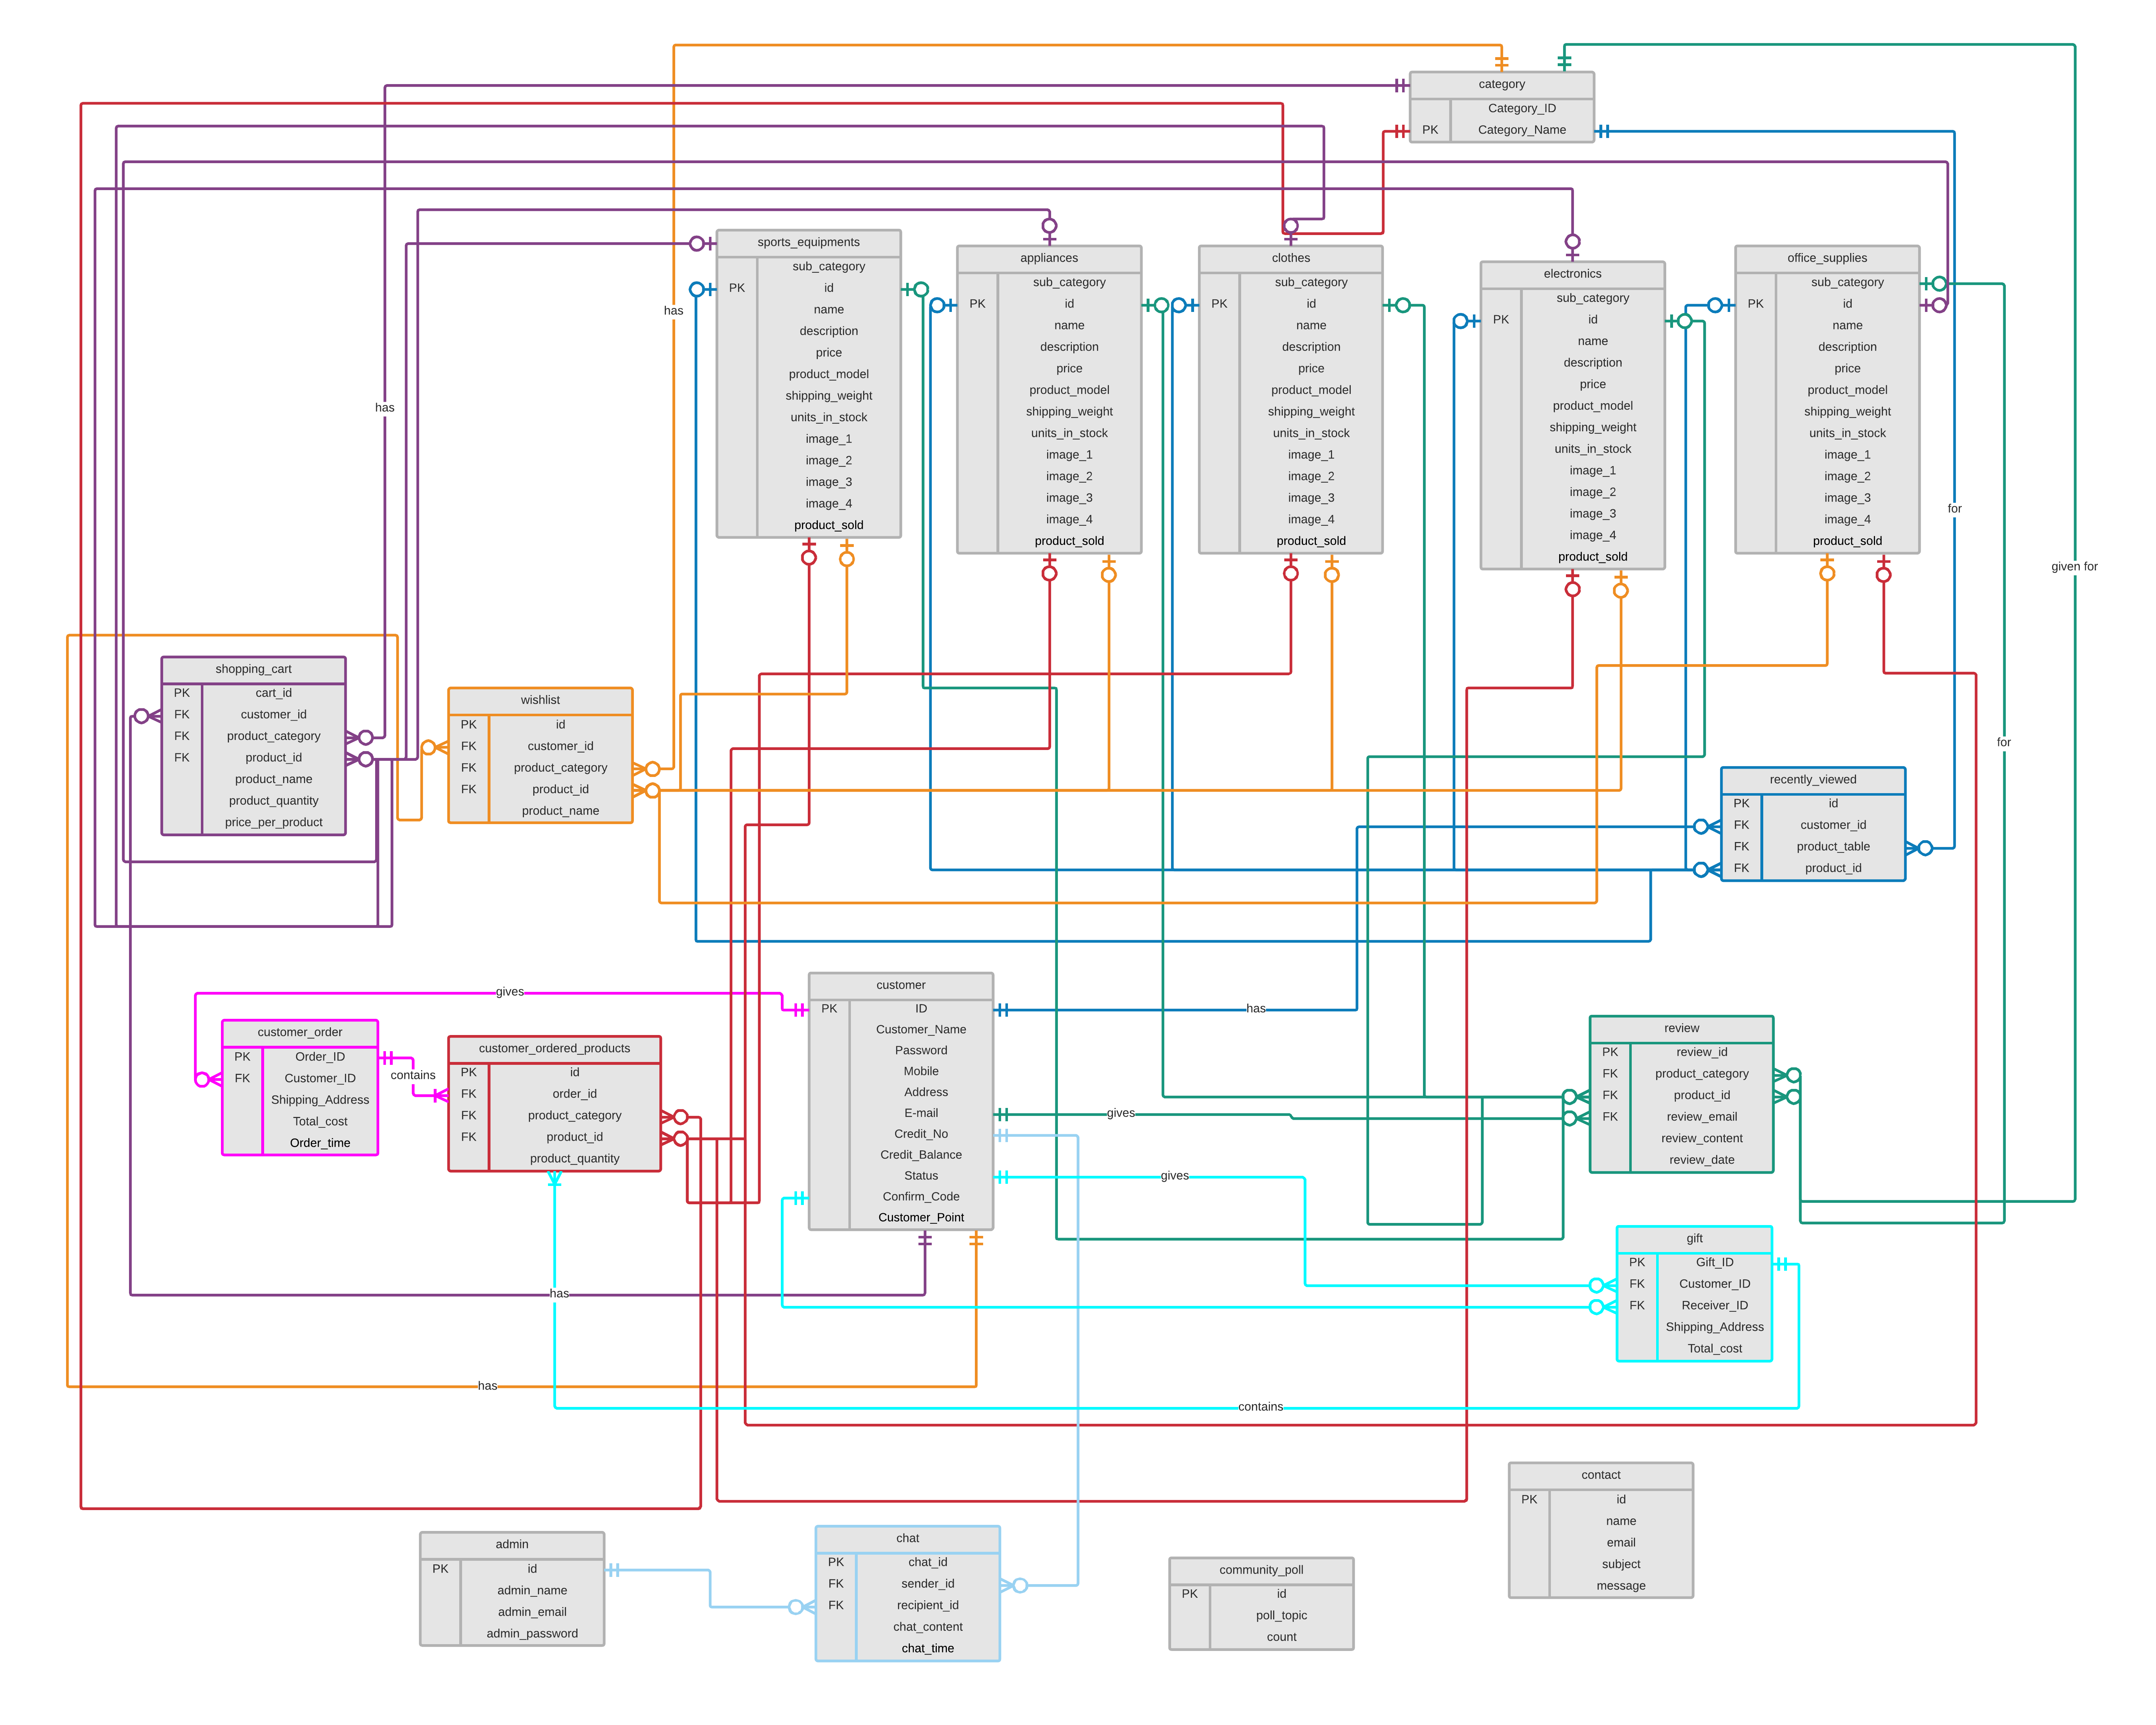 category
Category_ID
PK Category_Name
has
has
for
for
given for
sports_equipments
sub_category
PK id
name
description
price
product_model
shipping_weight
units_in_stock
image_1
image_2
image_3
image_4
product_sold
appliances
sub_category
PK id
name
description
price
product_model
shipping_weight
units_in_stock
image_1
image_2
image_3
image_4
product_sold
clothes
sub_category
PK id
name
description
price
product_model
shipping_weight
units_in_stock
image_1
image_2
image_3
image_4
product_sold
electronics
sub_category
PK id
name
description
price
product_model
shipping_weight
units_in_stock
image_1
image_2
image_3
image_4
product_sold
office_supplies
sub_category
PK id
name
description
price
product_model
shipping_weight
units_in_stock
image_1
image_2
image_3
image_4
product_sold
shopping_cart
PK cart_id
FK customer_id
FK product_category
FK product_id
product_name
product_quantity
price_per_product
wishlist
PK id
FK customer_id
FK product_category
FK product_id
product_name
recently_viewed
PK id
FK customer_id
FK product_table
FK product_id
gives
customer_order
PK Order_ID
FK Customer_ID
Shipping_Address
Total_cost
Order_time
contains
customer_ordered_products
PK id
FK order_id
FK product_category
FK product_id
product_quantity
customer
PK ID
Customer_Name
Password
Mobile
Address
E-mail
Credit_No
Credit_Balance
Status
Confirm_Code
Customer_Point
has
gives
gives
review
PK review_id
FK product_category
FK product_id
FK review_email
review_content
review_date
gift
PK Gift_ID
FK Customer_ID
FK Receiver_ID
Shipping_Address
Total_cost
has
has
contains
contact
PK id
name
email
subject
message
admin
PK id
admin_name
admin_email
admin_password
chat
PK chat_id
FK sender_id
FK recipient_id
chat_content
chat_time
community_poll
PK id
poll_topic
count